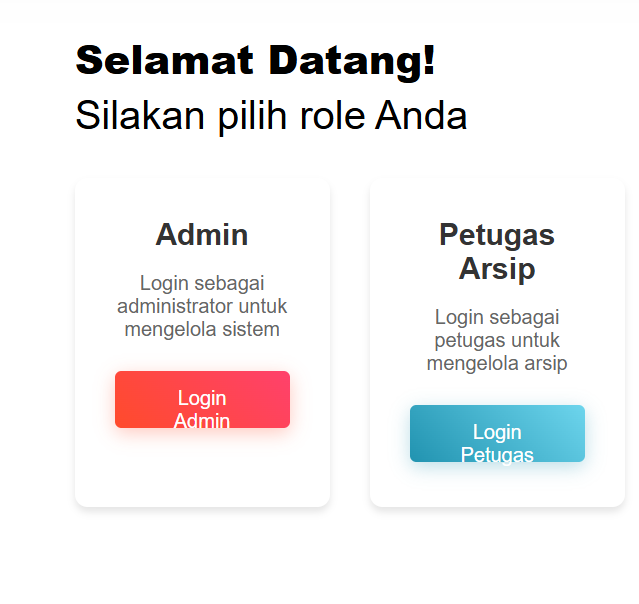 Selamat Datang!
Silakan pilih role Anda
Admin
Login sebagai
administrator untuk
mengelola sistem
Login
Admin
Petugas
Arsip
Login sebagai
petugas untuk
mengelola arsip
Login
Petugas